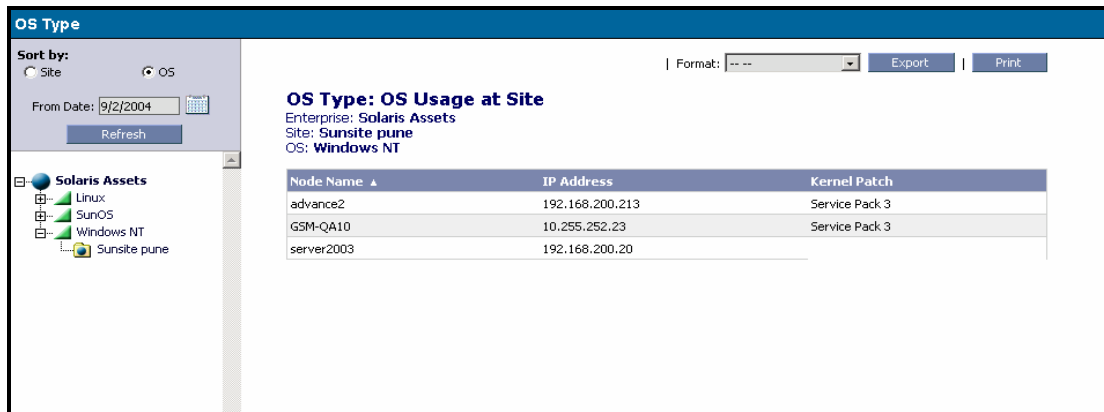 OS Type
Sort by:
Site OS
From Date: 9/2/2004
Refresh
Solaris Assets
Linux
SunOS
Windows NT
Sunsite pune
| Format: -- -- Export | Print
OS Type: OS Usage at Site
Enterprise: Solaris Assets
Site: Sunsite pune
OS: Windows NT
Node Name ▲ IP Address Kernel Patch
advance2 192.168.200.213 Service Pack 3
GSM-QA10 10.255.252.23 Service Pack 3
server2003 192.168.200.20